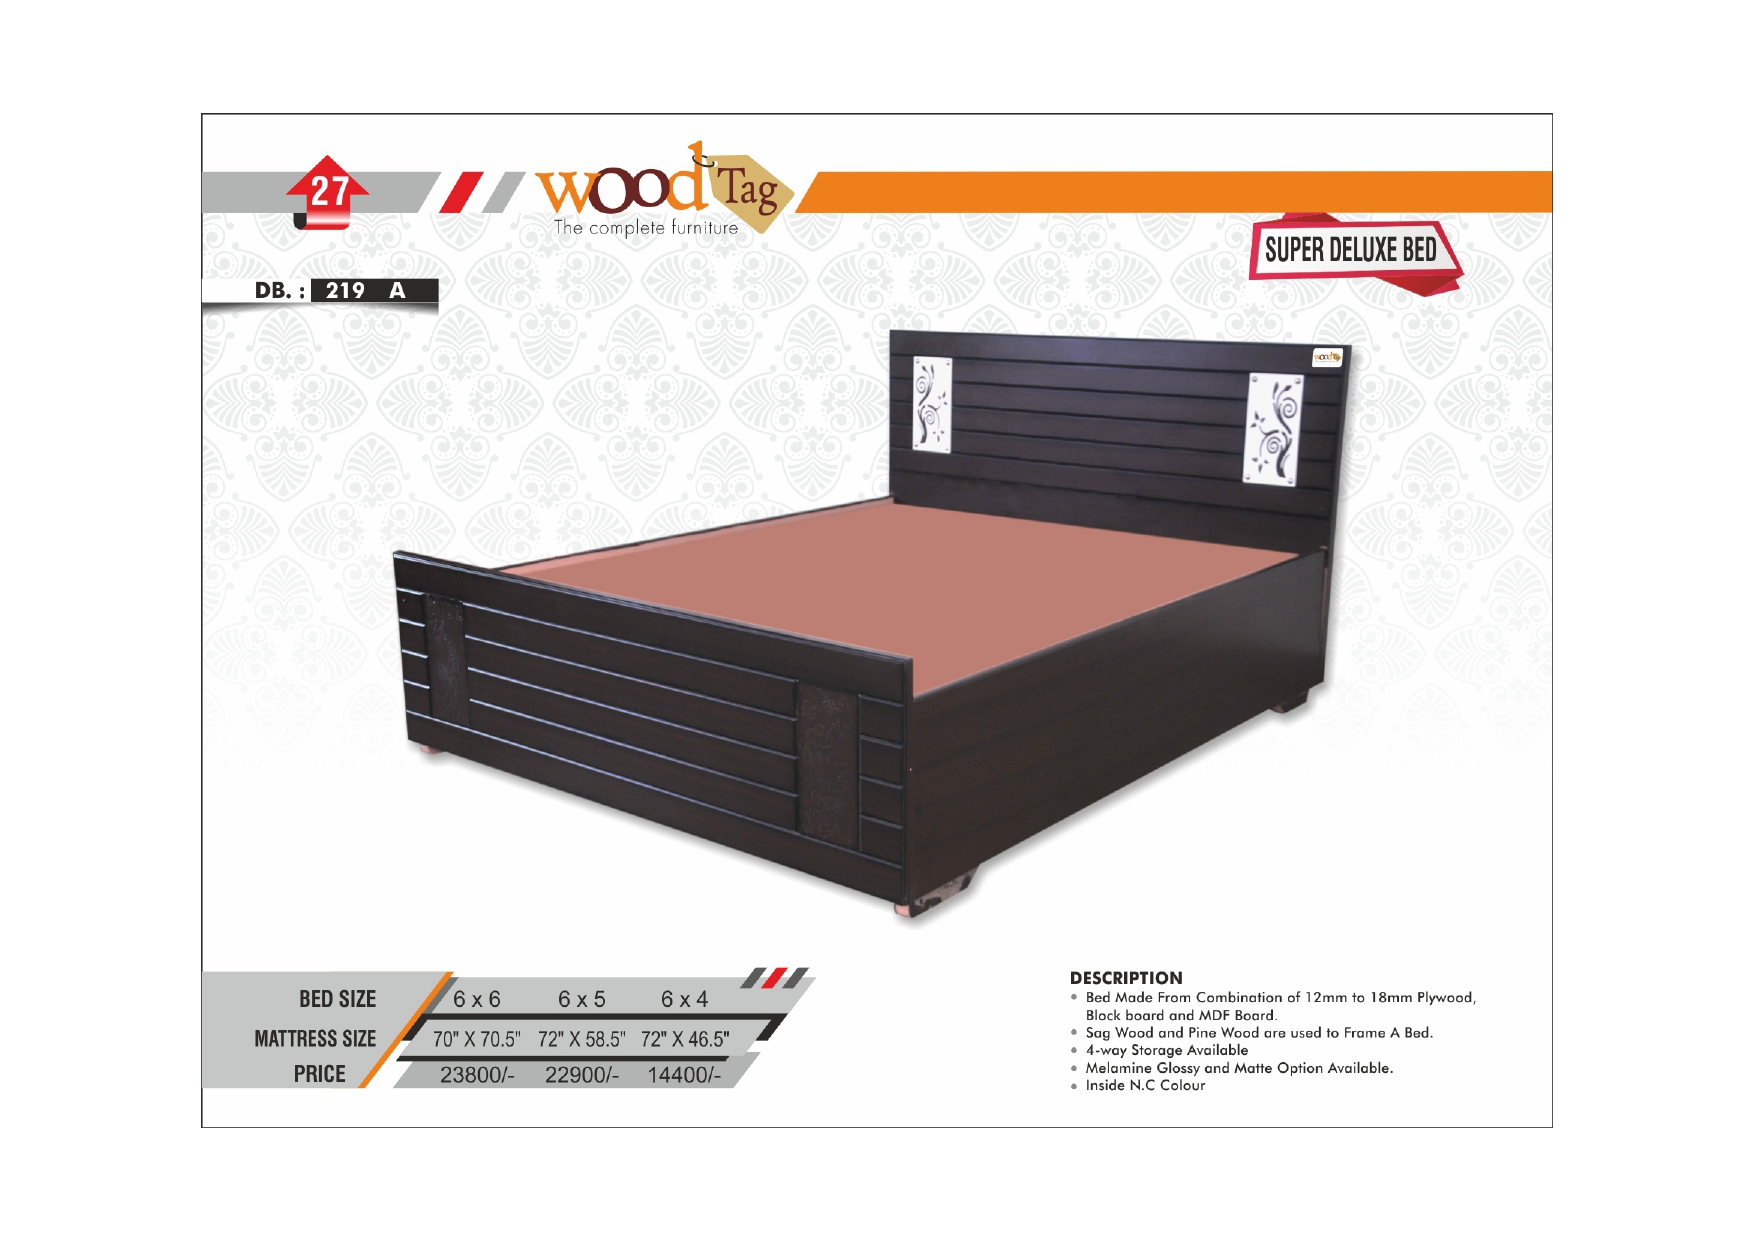 27
wood Tag
The complete furniture
SUPER DELUXE BED
DB. : 219 A
wood Tag
BED SIZE 6 x 6 6 x 5 6 x 4
MATTRESS SIZE 70" X 70.5" 72" X 58.5" 72" X 46.5"
PRICE 23800/- 22900/- 14400/-
DESCRIPTION
• Bed Made From Combination of 12mm to 18mm Plywood,
Block board and MDF Board.
• Sag Wood and Pine Wood are used to Frame A Bed.
• 4-way Storage Available
• Melamine Glossy and Matte Option Available.
• Inside N.C Colour